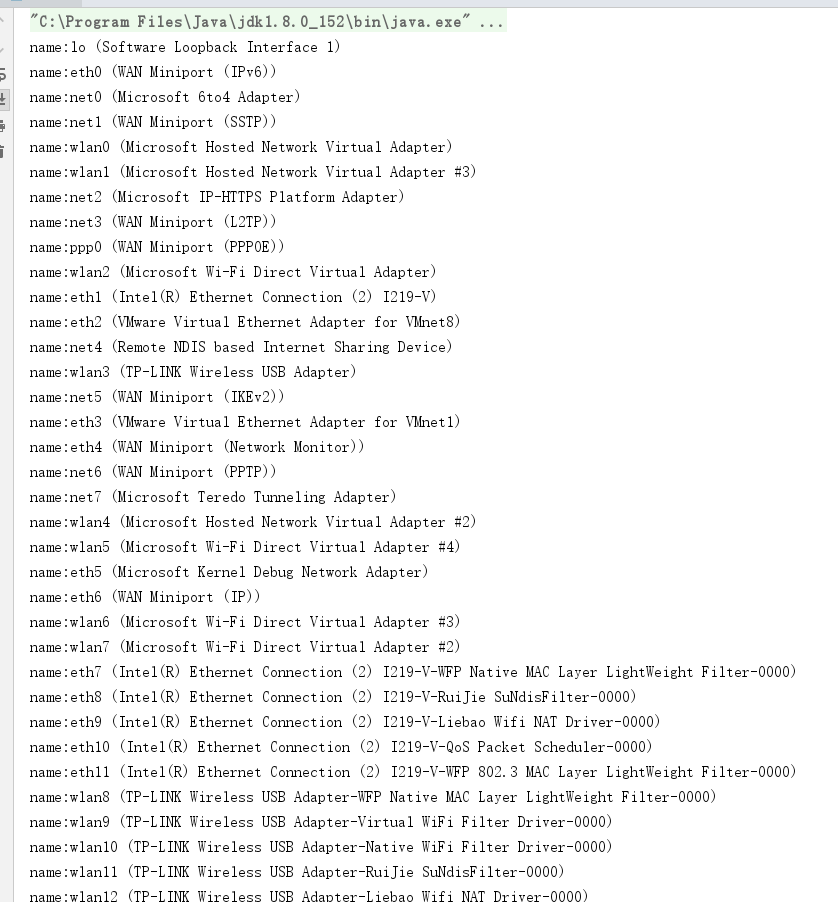 "C:\Program Files\Java\jdk1.8.0_152\bin\java.exe" ...
name:lo (Software Loopback Interface 1)
name:eth0 (WAN Miniport (IPv6))
name:net0 (Microsoft 6to4 Adapter)
name:net1 (WAN Miniport (SSTP))
name:wlan0 (Microsoft Hosted Network Virtual Adapter)
name:wlan1 (Microsoft Hosted Network Virtual Adapter #3)
name:net2 (Microsoft IP-HTTPS Platform Adapter)
name:net3 (WAN Miniport (L2TP))
name:ppp0 (WAN Miniport (PPPOE))
name:wlan2 (Microsoft Wi-Fi Direct Virtual Adapter)
name:eth1 (Intel(R) Ethernet Connection (2) I219-V)
name:eth2 (VMware Virtual Ethernet Adapter for VMnet8)
name:net4 (Remote NDIS based Internet Sharing Device)
name:wlan3 (TP-LINK Wireless USB Adapter)
name:net5 (WAN Miniport (IKEv2))
name:eth3 (VMware Virtual Ethernet Adapter for VMnet1)
name:eth4 (WAN Miniport (Network Monitor))
name:net6 (WAN Miniport (PPTP))
name:net7 (Microsoft Teredo Tunneling Adapter)
name:wlan4 (Microsoft Hosted Network Virtual Adapter #2)
name:wlan5 (Microsoft Wi-Fi Direct Virtual Adapter #4)
name:eth5 (Microsoft Kernel Debug Network Adapter)
name:eth6 (WAN Miniport (IP))
name:wlan6 (Microsoft Wi-Fi Direct Virtual Adapter #3)
name:wlan7 (Microsoft Wi-Fi Direct Virtual Adapter #2)
name:eth7 (Intel(R) Ethernet Connection (2) I219-V-WFP Native MAC Layer LightWeight Filter-0000)
name:eth8 (Intel(R) Ethernet Connection (2) I219-V-RuiJie SuNdisFilter-0000)
name:eth9 (Intel(R) Ethernet Connection (2) I219-V-Liebao Wifi NAT Driver-0000)
name:eth10 (Intel(R) Ethernet Connection (2) I219-V-QoS Packet Scheduler-0000)
name:eth11 (Intel(R) Ethernet Connection (2) I219-V-WFP 802.3 MAC Layer LightWeight Filter-0000)
name:wlan8 (TP-LINK Wireless USB Adapter-WFP Native MAC Layer LightWeight Filter-0000)
name:wlan9 (TP-LINK Wireless USB Adapter-Virtual WiFi Filter Driver-0000)
name:wlan10 (TP-LINK Wireless USB Adapter-Native WiFi Filter Driver-0000)
name:wlan11 (TP-LINK Wireless USB Adapter-RuiJie SuNdisFilter-0000)
name:wlan12 (TP-LINK Wireless USB Adapter-Liebao Wifi NAT Driver-0000)